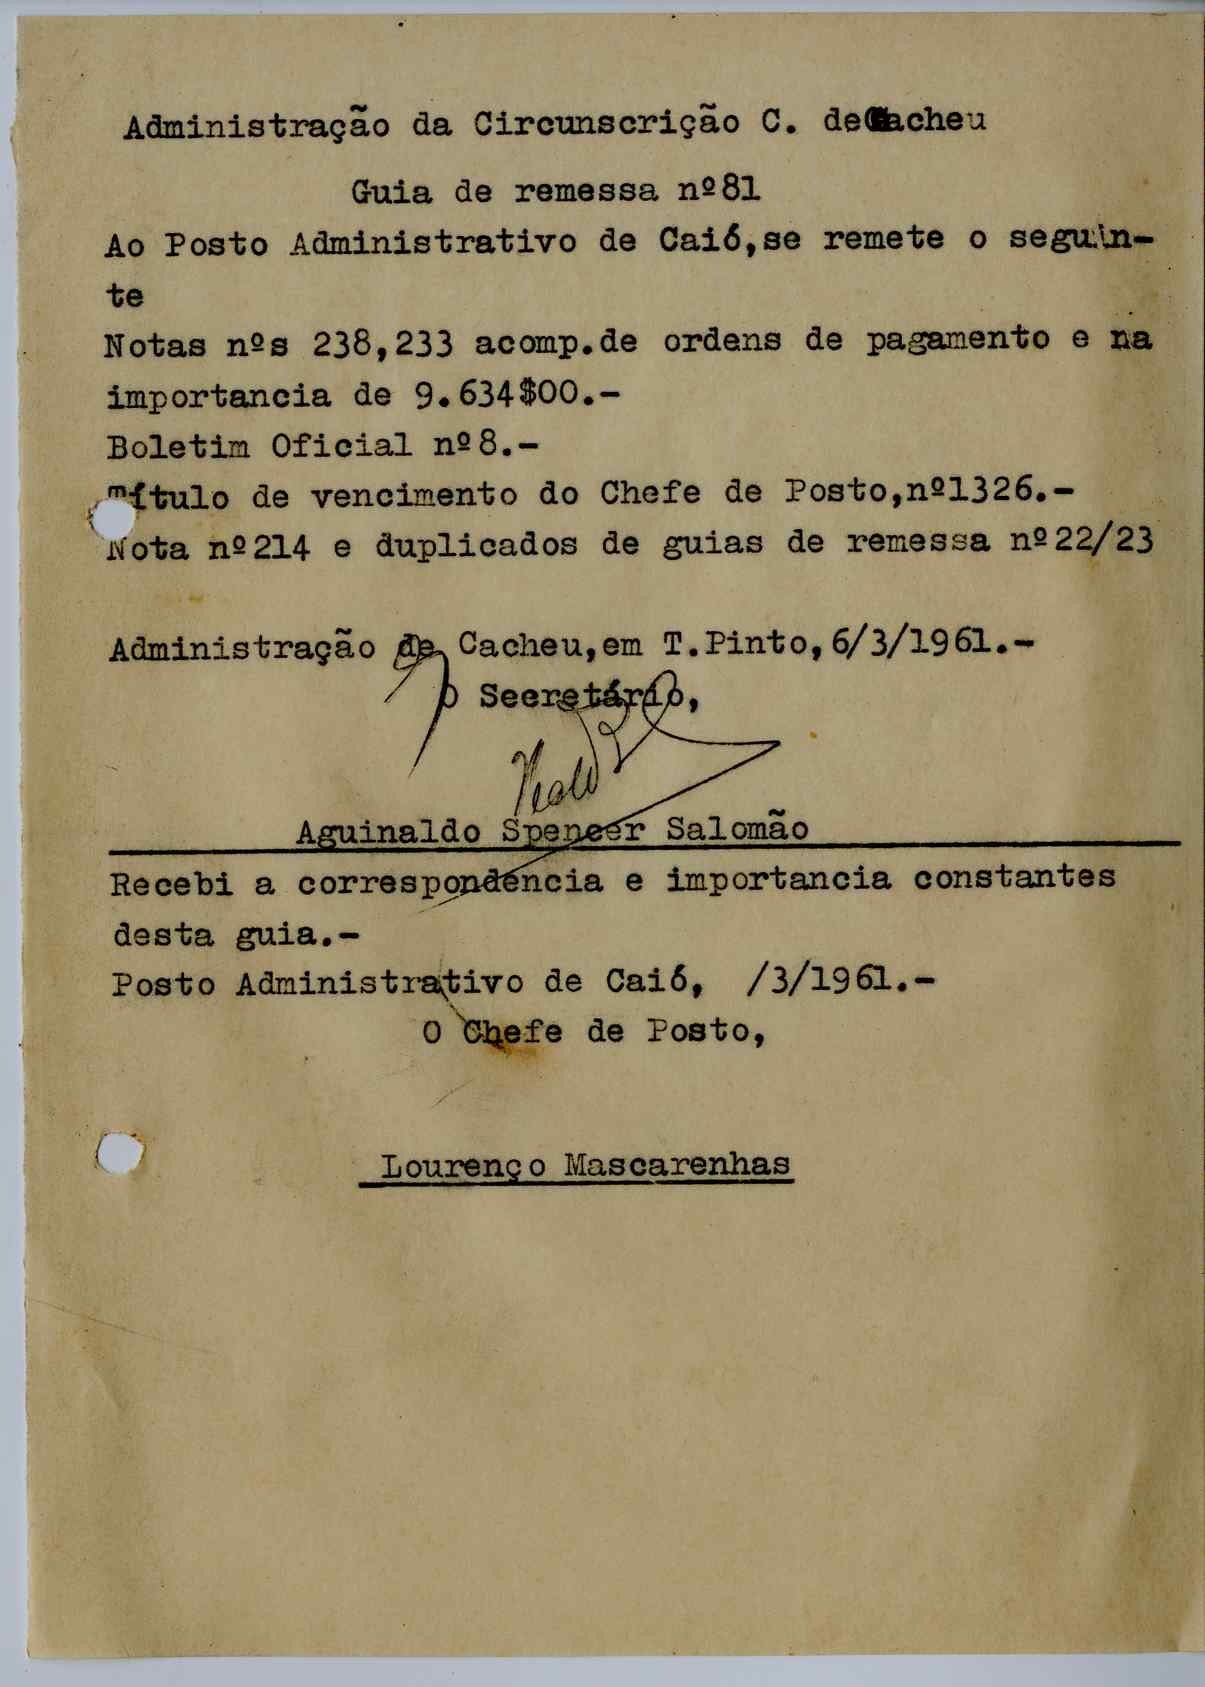 Administração da Circunscrição C. deCacheu
Guia de remessa nº81
Ao Posto Administrativo de Caió,se remete o seguin-
te
Notas nºs 238,233 acomp.de ordens de pagamento e na
importancia de 9.634$00.-
Boletim Oficial nº8.-
Título de vencimento do Chefe de Posto,nº1326.-
Nota nº214 e duplicados de guias de remessa nº22/23
Administração de Cacheu,em T.Pinto,6/3/1961.-
O Secretário,
Aguinaldo Spencer Salomão
Recebi a correspondência e importancia constantes
desta guia.-
Posto Administrativo de Caió, /3/1961.-
O Chefe de Posto,
Lourenço Mascarenhas